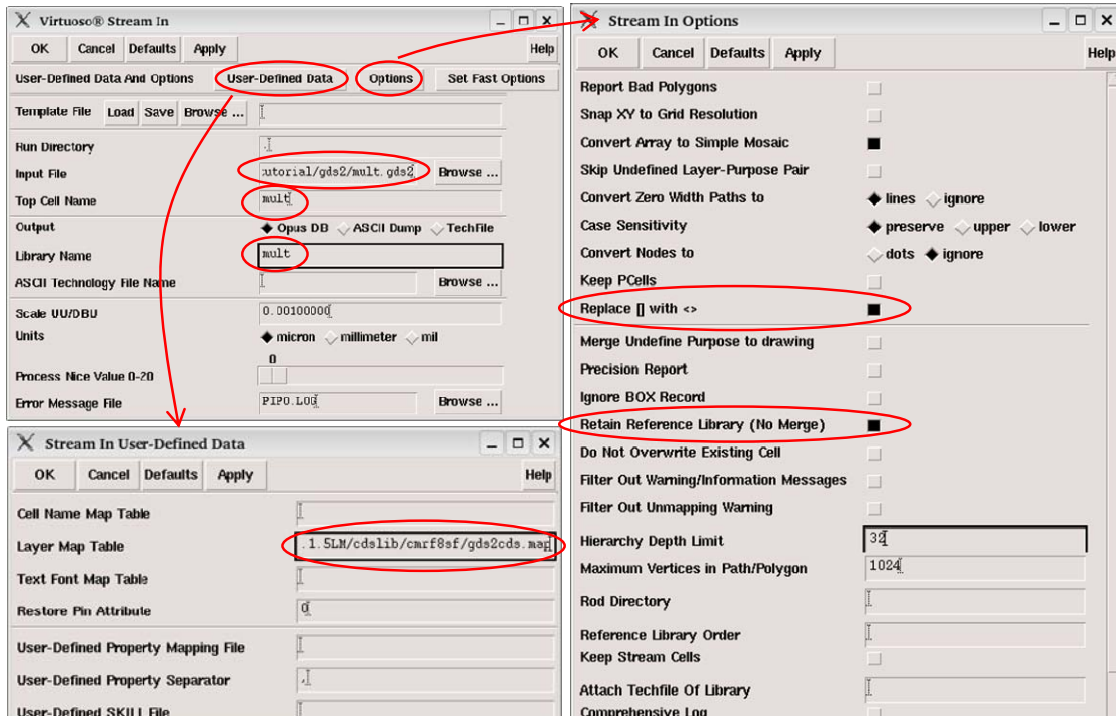 Virtuoso® Stream In
OK Cancel Defaults Apply Help
User-Defined Data And Options User-Defined Data Options Set Fast Options
Template File Load Save Browse ...
Run Directory .
Input File utorial/gds2/mult.gds2 Browse ...
Top Cell Name mult
Output Opus DB ASCII Dump TechFile
Library Name mult
ASCII Technology File Name Browse ...
Scale UU/DBU 0.00100000
Units micron millimeter mil
0
Process Nice Value 0-20
Error Message File PIPO.LOG Browse ...
Stream In User-Defined Data
OK Cancel Defaults Apply Help
Cell Name Map Table
Layer Map Table .1.5LM/cdslib/cmrf8sf/gds2cds.map
Text Font Map Table
Restore Pin Attribute 0
User-Defined Property Mapping File
User-Defined Property Separator ,
User-Defined SKILL File
Stream In Options
OK Cancel Defaults Apply Help
Report Bad Polygons
Snap XY to Grid Resolution
Convert Array to Simple Mosaic
Skip Undefined Layer-Purpose Pair
Convert Zero Width Paths to lines ignore
Case Sensitivity preserve upper lower
Convert Nodes to dots ignore
Keep PCells
Replace [] with <>
Merge Undefine Purpose to drawing
Precision Report
Ignore BOX Record
Retain Reference Library (No Merge)
Do Not Overwrite Existing Cell
Filter Out Warning/Information Messages
Filter Out Unmapping Warning
Hierarchy Depth Limit 32
Maximum Vertices in Path/Polygon 1024
Rod Directory
Reference Library Order
Keep Stream Cells
Attach Techfile Of Library
Comprehensive Log